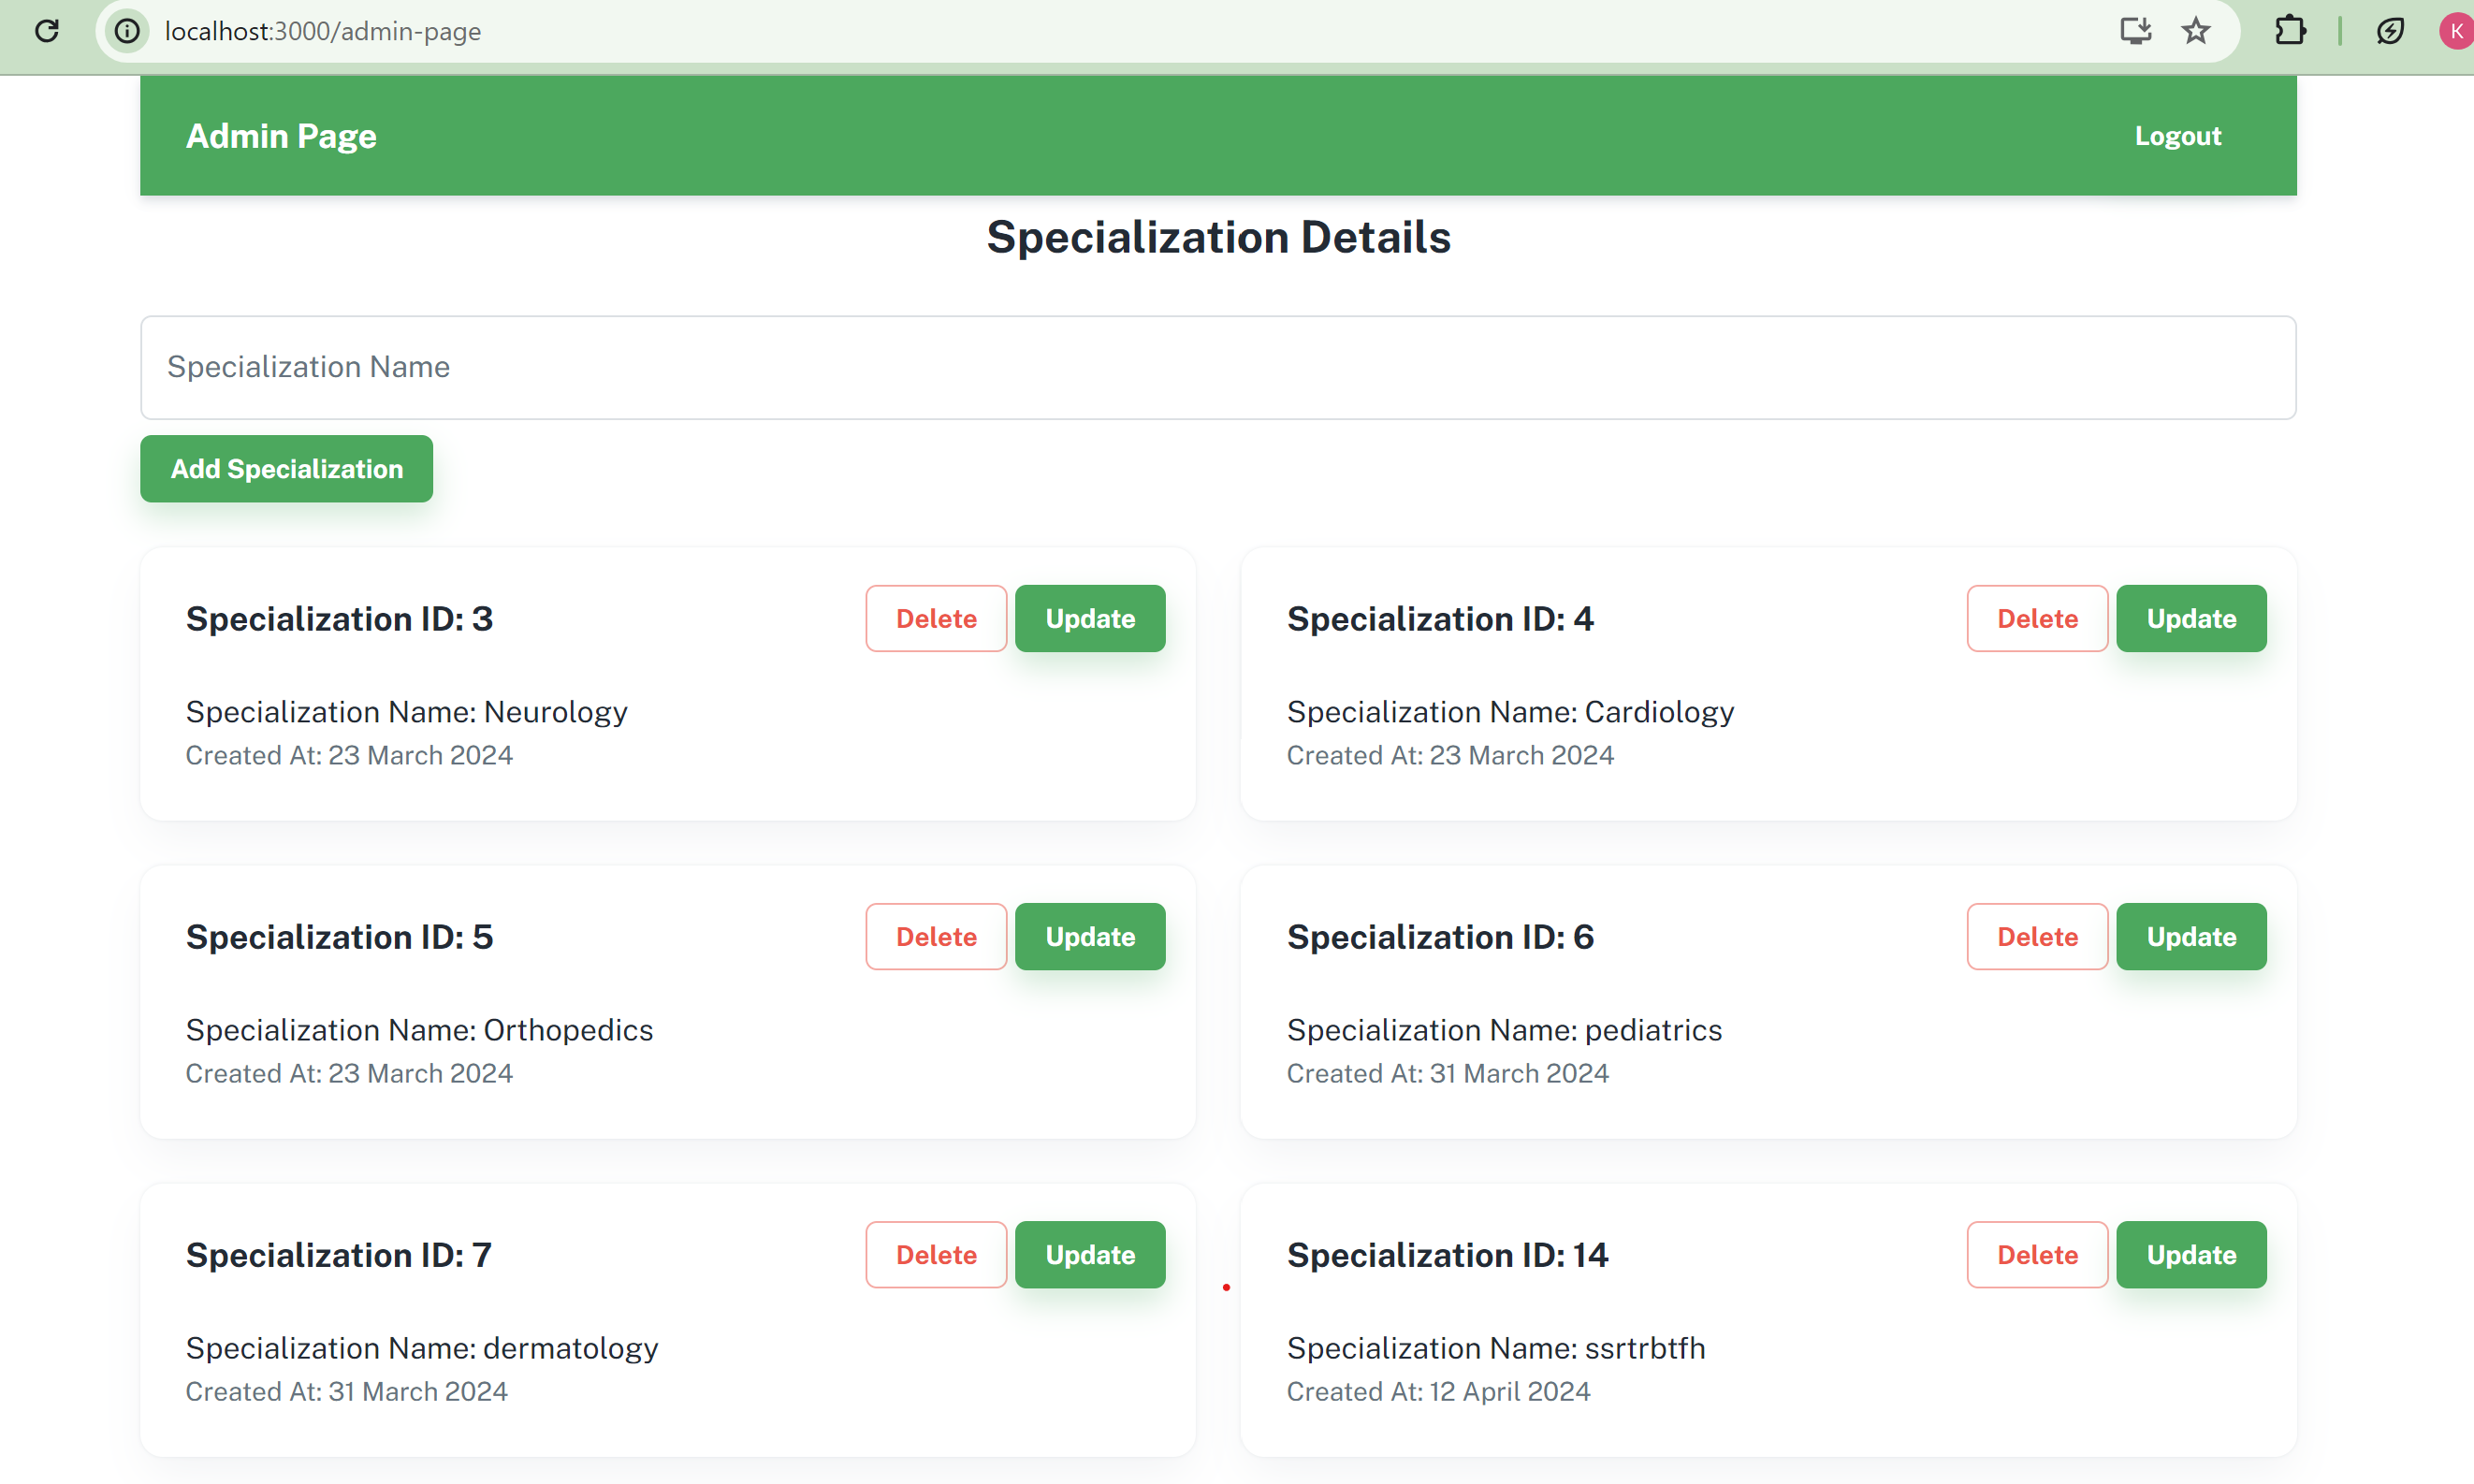 localhost:3000/admin-page
K
Admin Page
Logout
Specialization Details
Specialization Name
Add Specialization
Specialization ID: 3
Delete
Update
Specialization Name: Neurology
Created At: 23 March 2024
Specialization ID: 4
Delete
Update
Specialization Name: Cardiology
Created At: 23 March 2024
Specialization ID: 5
Delete
Update
Specialization Name: Orthopedics
Created At: 23 March 2024
Specialization ID: 6
Delete
Update
Specialization Name: pediatrics
Created At: 31 March 2024
Specialization ID: 7
Delete
Update
Specialization Name: dermatology
Created At: 31 March 2024
Specialization ID: 14
Delete
Update
Specialization Name: ssrtrbtfh
Created At: 12 April 2024